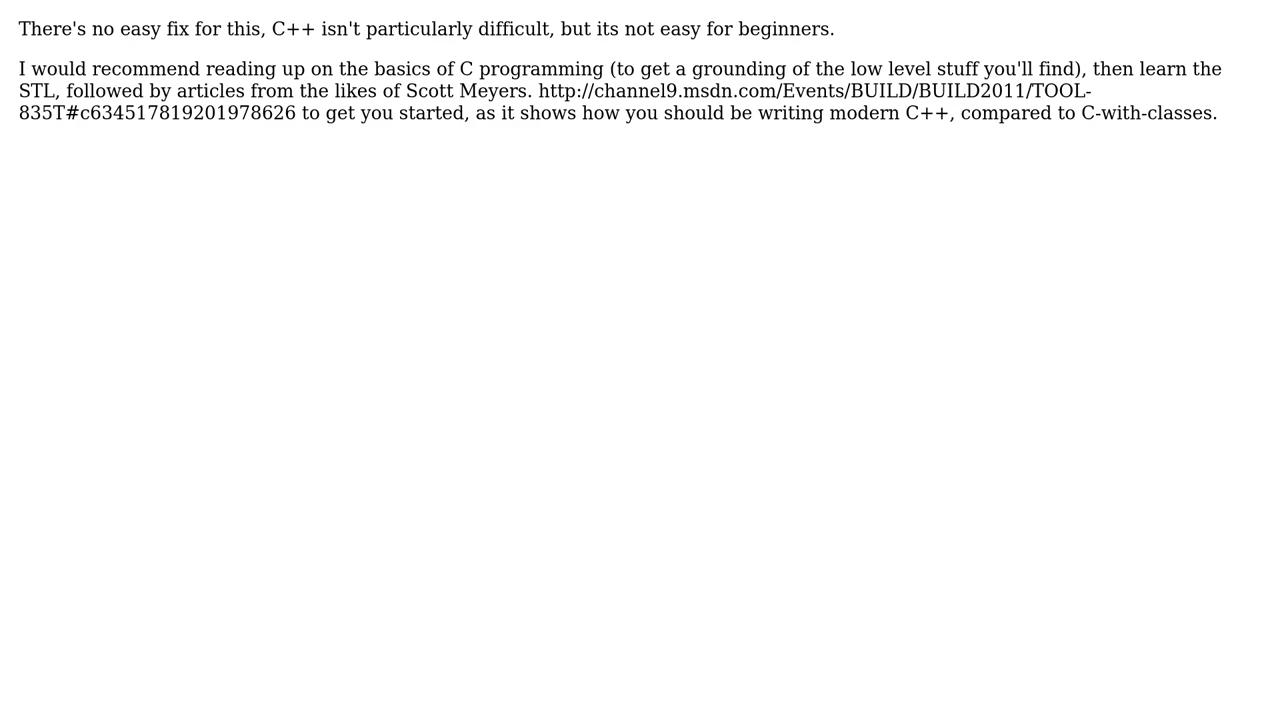 There's no easy fix for this, C++ isn't particularly difficult, but its not easy for beginners.
I would recommend reading up on the basics of C programming (to get a grounding of the low level stuff you'll find), then learn the
STL, followed by articles from the likes of Scott Meyers. http://channel9.msdn.com/Events/BUILD/BUILD2011/TOOL-
835T#c634517819201978626 to get you started, as it shows how you should be writing modern C++, compared to C-with-classes.